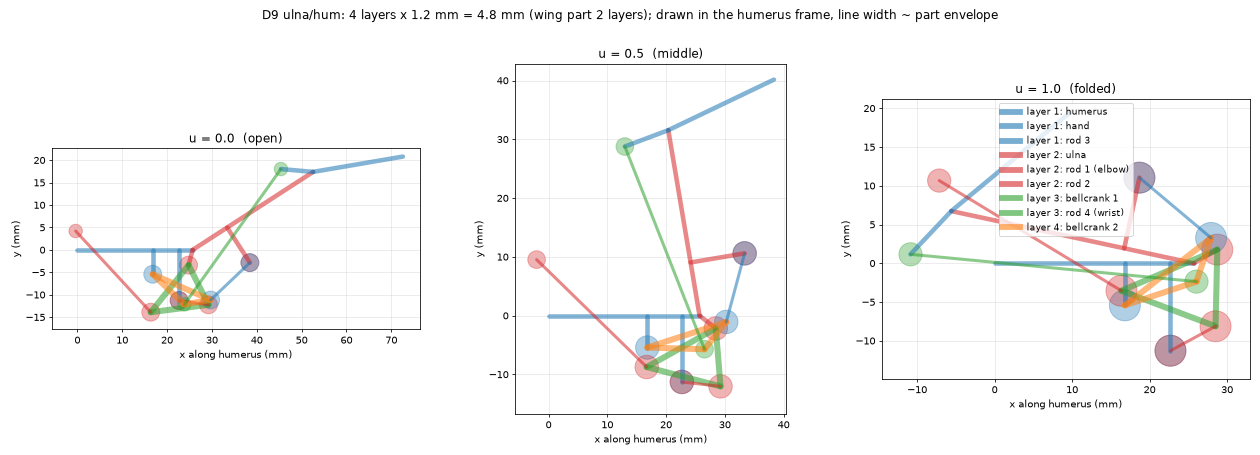 D9 ulna/hum: 4 layers x 1.2 mm = 4.8 mm (wing part 2 layers); drawn in the humerus frame, line width ~ part envelope
u = 0.0  (open)
20
15
10
5
0
−5
−10
−15
0 10 20 30 40 50 60 70
x along humerus (mm)
y (mm)
u = 0.5  (middle)
40
30
20
10
0
−10
0 10 20 30 40
x along humerus (mm)
y (mm)
u = 1.0  (folded)
layer 1: humerus
layer 1: hand
layer 1: rod 3
layer 2: ulna
layer 2: rod 1 (elbow)
layer 2: rod 2
layer 3: bellcrank 1
layer 3: rod 4 (wrist)
layer 4: bellcrank 2
20
15
10
5
0
−5
−10
−10 0 10 20 30
x along humerus (mm)
y (mm)